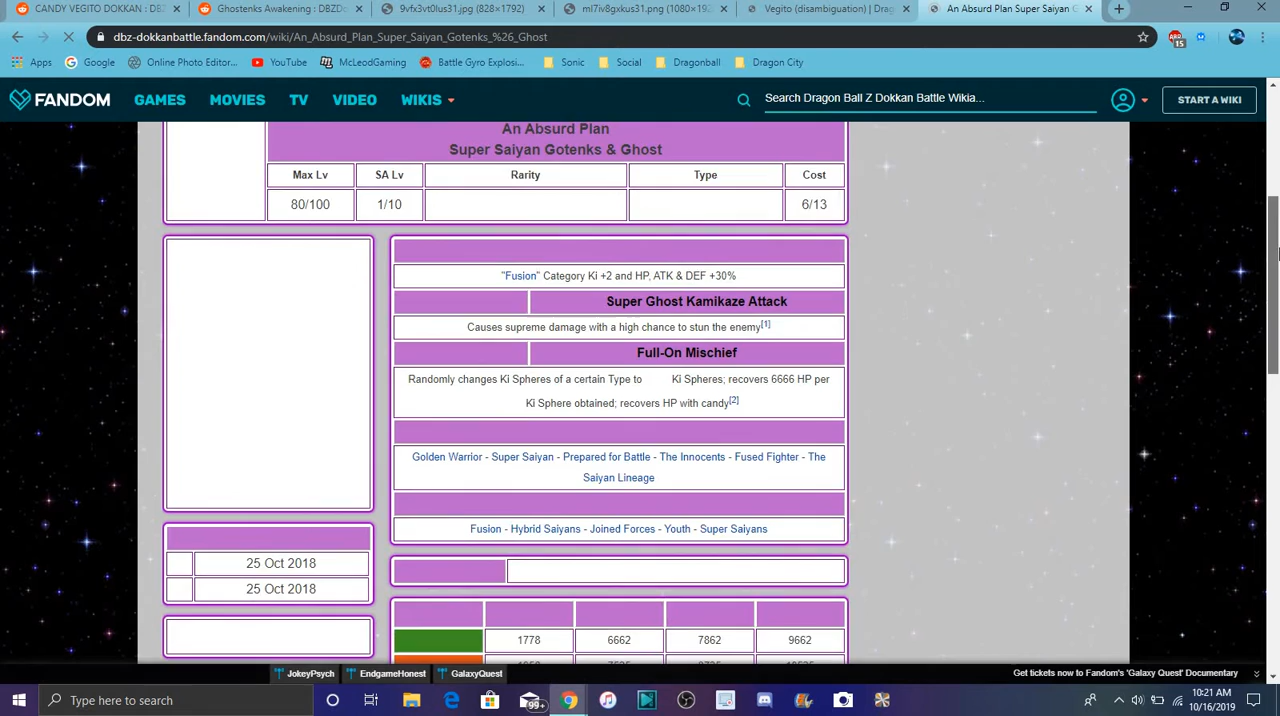 CANDY VEGITO DOKKAN : DBZD
Ghostenks Awakening : DBZDo
9vfx3vt0lus31.jpg (828×1792)
ml7iv8gxkus31.png (1080×192
Vegito (disambiguation) | Drag
An Absurd Plan Super Saiyan G
dbz-dokkanbattle.fandom.com/wiki/An_Absurd_Plan_Super_Saiyan_Gotenks_%26_Ghost
15
Apps
Google
Online Photo Editor...
YouTube
McLeodGaming
Battle Gyro Explosi...
Sonic
Social
Dragonball
Dragon City
FANDOM
GAMES
MOVIES
TV
VIDEO
WIKIS
Search Dragon Ball Z Dokkan Battle Wikia...
START A WIKI
An Absurd Plan
Super Saiyan Gotenks & Ghost
Max Lv
SA Lv
Rarity
Type
Cost
80/100
1/10
6/13
"Fusion" Category Ki +2 and HP, ATK & DEF +30%
Super Ghost Kamikaze Attack
Causes supreme damage with a high chance to stun the enemy[1]
Full-On Mischief
Randomly changes Ki Spheres of a certain Type to Ki Spheres; recovers 6666 HP per
Ki Sphere obtained; recovers HP with candy[2]
Golden Warrior - Super Saiyan - Prepared for Battle - The Innocents - Fused Fighter - The
Saiyan Lineage
Fusion - Hybrid Saiyans - Joined Forces - Youth - Super Saiyans
25 Oct 2018
25 Oct 2018
1778
6662
7862
9662
JokeyPsych
EndgameHonest
GalaxyQuest
Get tickets now to Fandom's 'Galaxy Quest' Documentary
Type here to search
99+
10:21 AM
10/16/2019